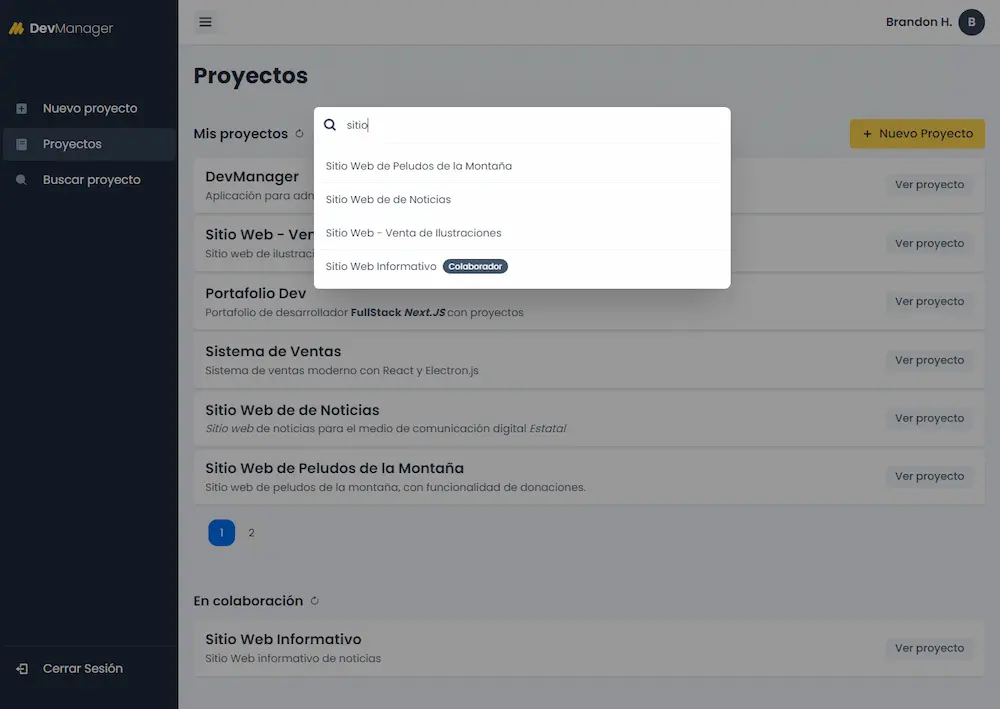 DevManager
Brandon H.
B
Nuevo proyecto
Proyectos
Buscar proyecto
Cerrar Sesión
Proyectos
Mis proyectos
+ Nuevo Proyecto
sitio
Sitio Web de Peludos de la Montaña
Sitio Web de de Noticias
Sitio Web - Venta de Ilustraciones
Sitio Web Informativo Colaborador
DevManager
Aplicación para
Ver proyecto
Sitio Web -
Sitio web de
Ver proyecto
Portafolio Dev
Portafolio de desarrollador FullStack Next.JS con proyectos
Ver proyecto
Sistema de Ventas
Sistema de ventas moderno con React y Electron.js
Ver proyecto
Sitio Web de de Noticias
Sitio web de noticias para el medio de comunicación digital Estatal
Ver proyecto
Sitio Web de Peludos de la Montaña
Sitio web de peludos de la montaña, con funcionalidad de donaciones.
Ver proyecto
1 2
En colaboración
Sitio Web Informativo
Sitio Web informativo de noticias
Ver proyecto